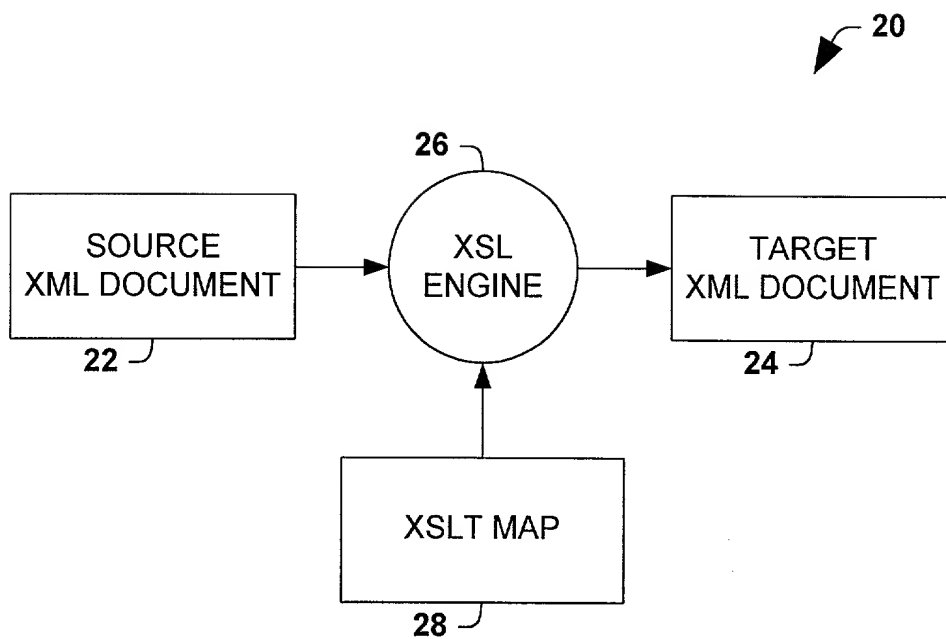 20
26
SOURCE
XML DOCUMENT
22
XSL
ENGINE
TARGET
XML DOCUMENT
24
XSLT MAP
28